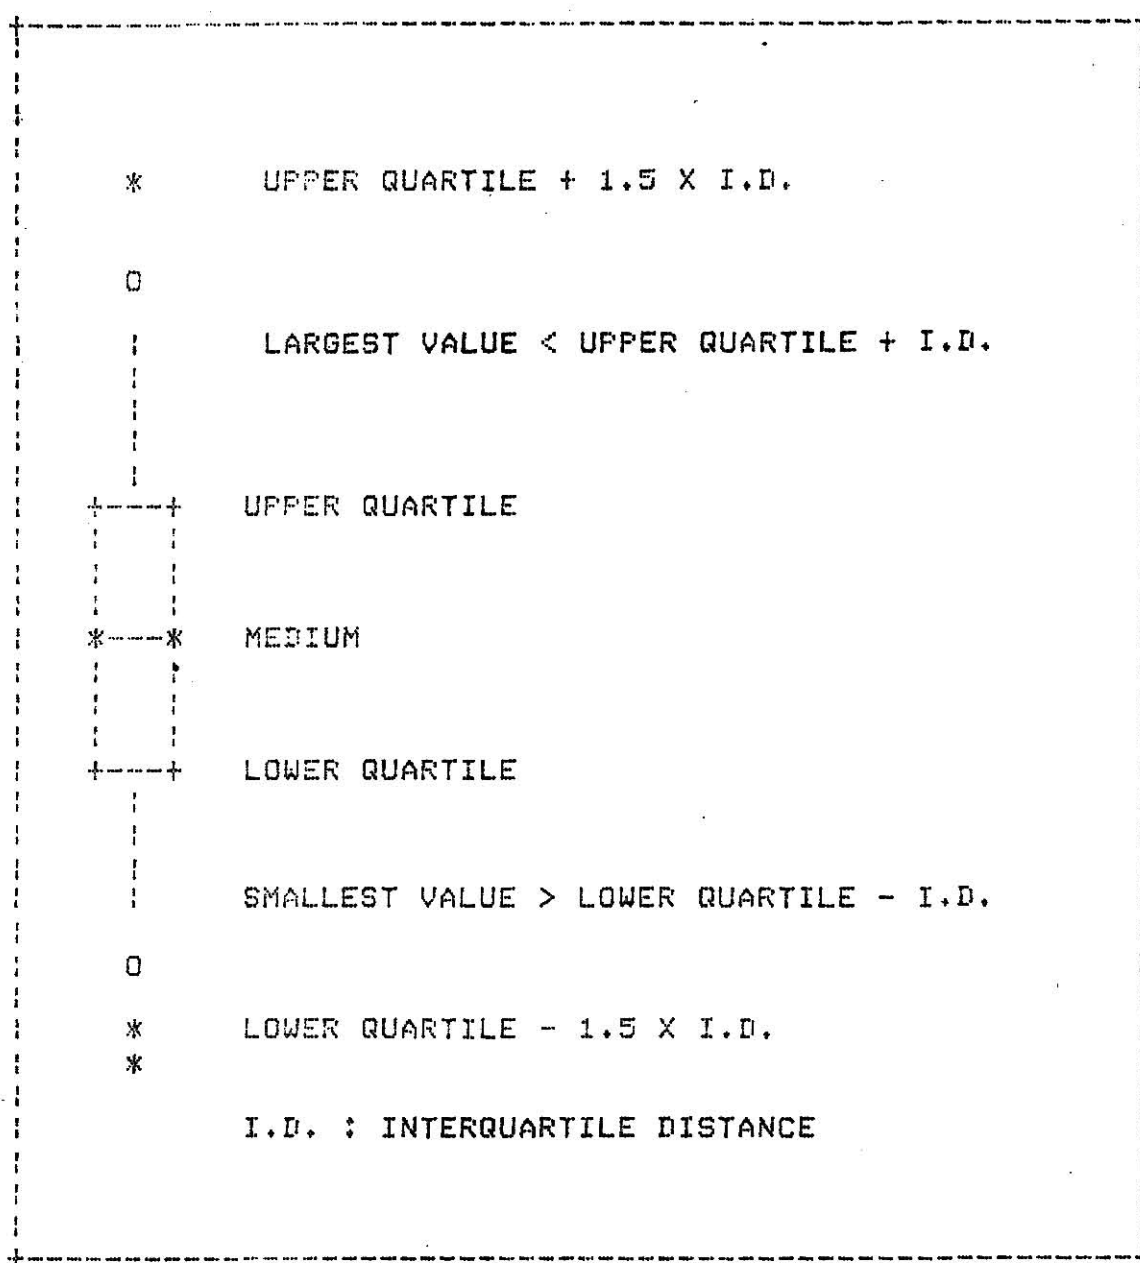 * UPPER QUARTILE + 1.5 X I.D.
O
LARGEST VALUE < UPPER QUARTILE + I.D.
+----+ UPPER QUARTILE
*----* MEDIUM
+----+ LOWER QUARTILE
SMALLEST VALUE > LOWER QUARTILE - I.D.
O
* LOWER QUARTILE - 1.5 X I.D.
*
I.D. : INTERQUARTILE DISTANCE